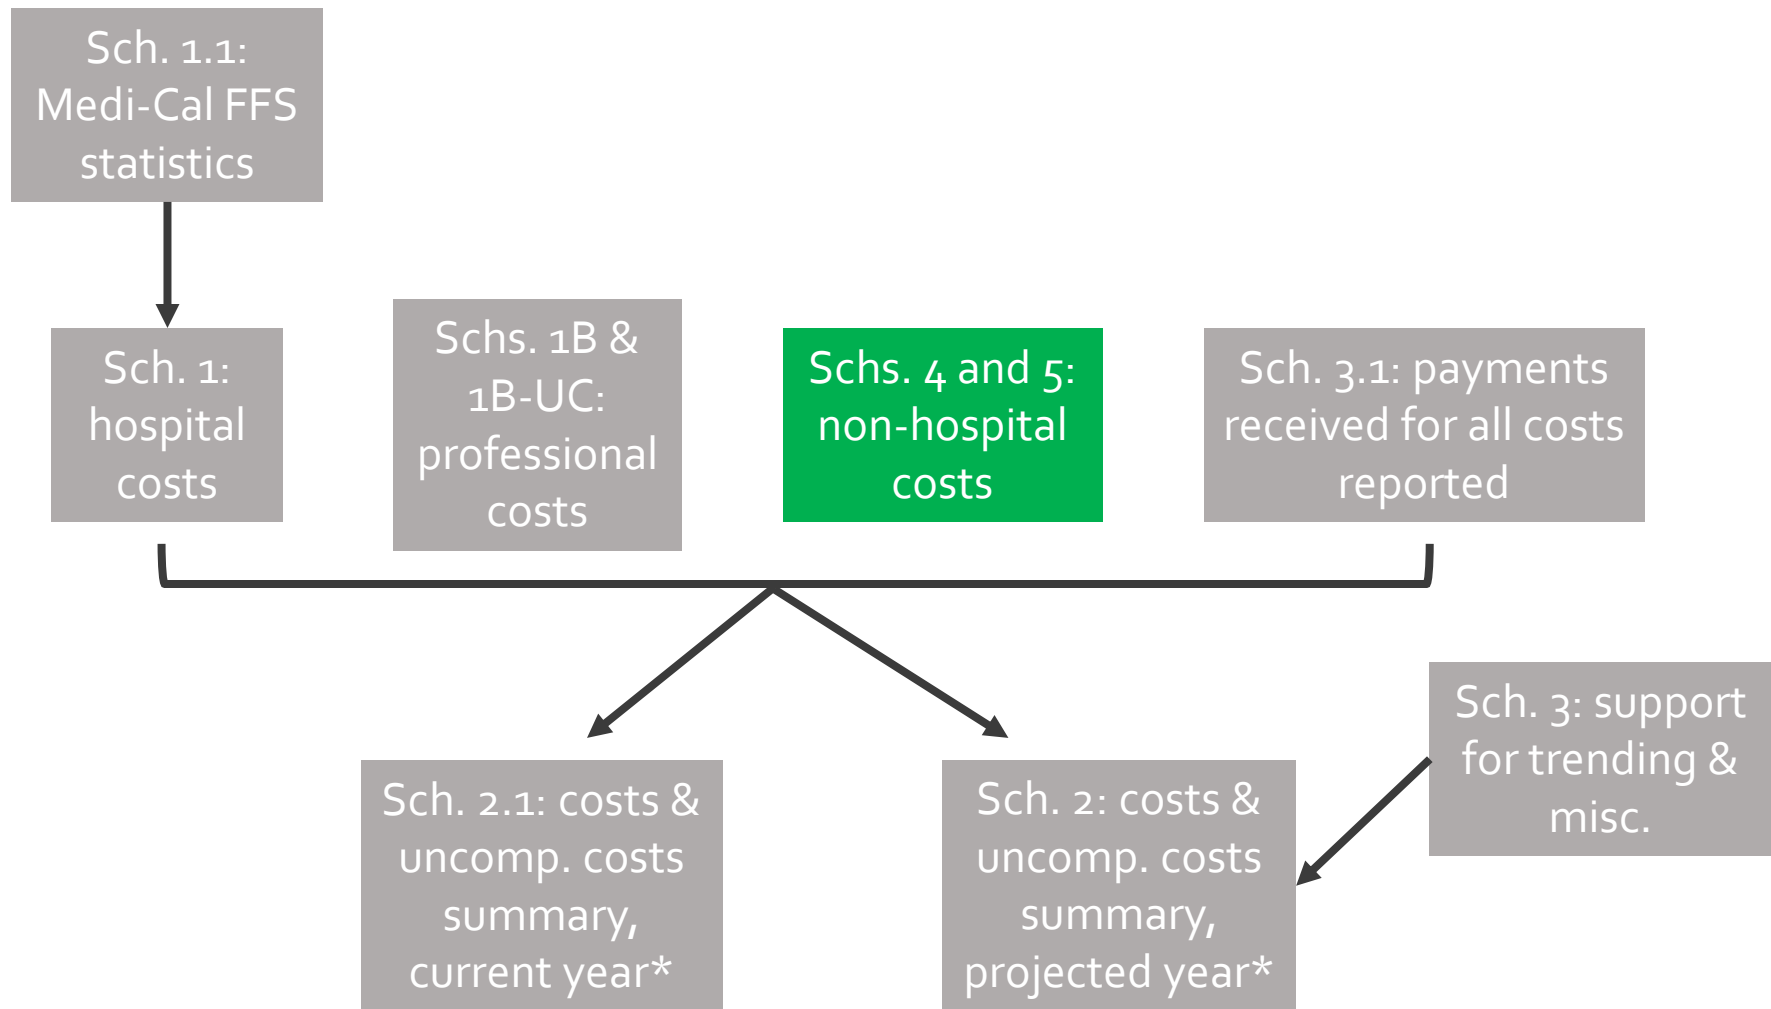 Sch. 1.1:
Medi-Cal FFS
statistics
Sch. 1:
hospital
costs
Schs. 1B &
1B-UC:
professional
costs
Schs. 4 and 5:
non-hospital
costs
Sch. 3.1: payments
received for all costs
reported
Sch. 2.1: costs &
uncomp. costs
summary,
current year*
Sch. 2: costs &
uncomp. costs
summary,
projected year*
Sch. 3: support
for trending &
misc.